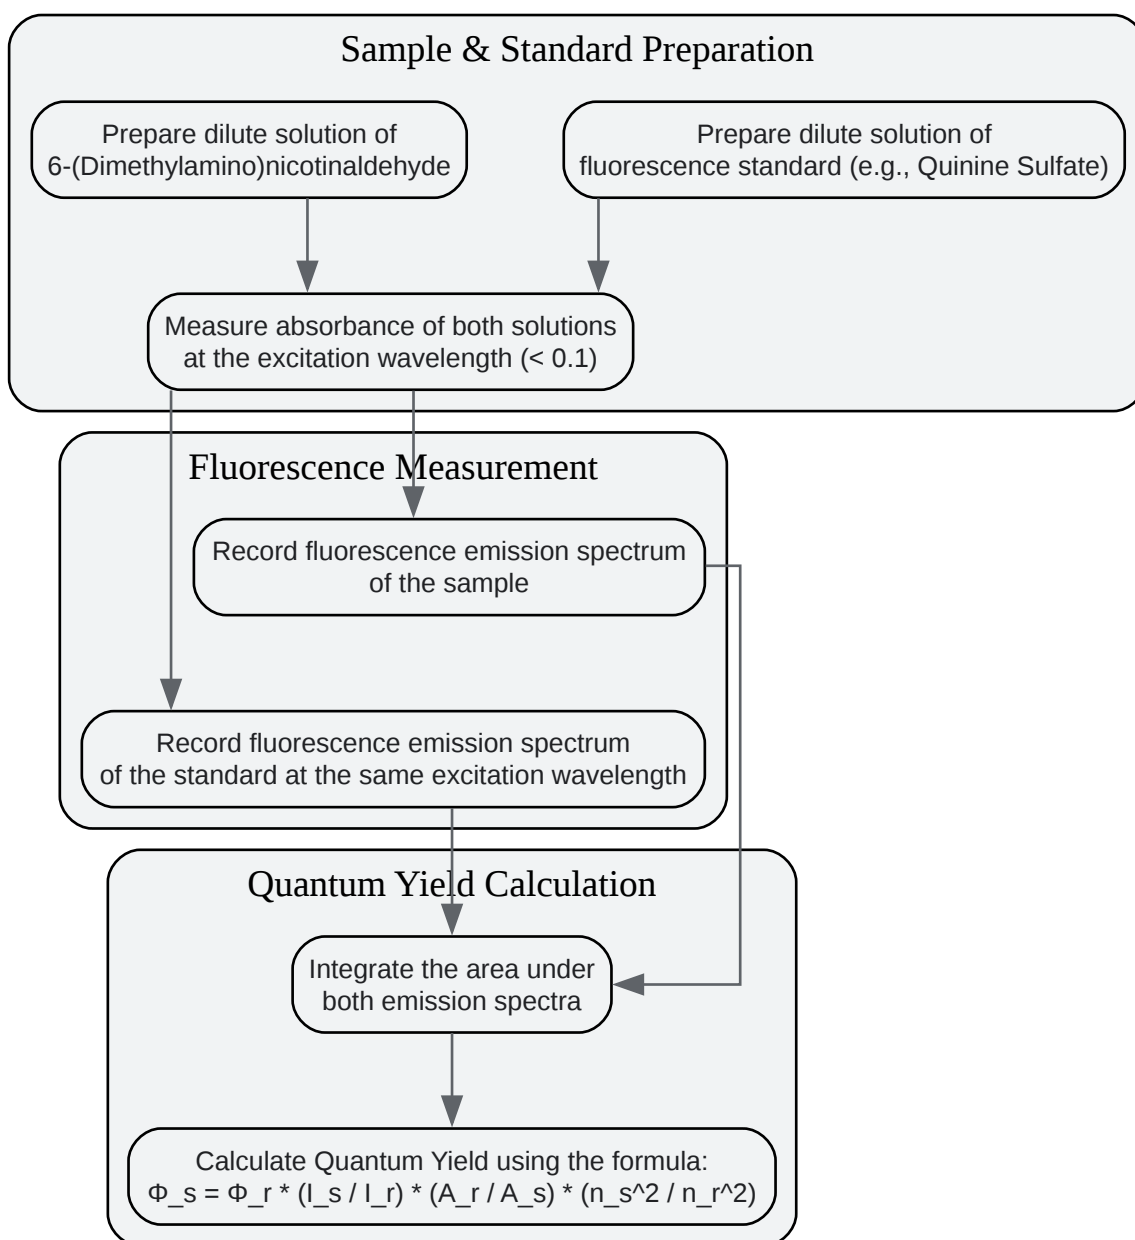 Sample & Standard Preparation
Prepare dilute solution of
6-(Dimethylamino)nicotinaldehyde
Prepare dilute solution of
fluorescence standard (e.g., Quinine Sulfate)
Measure absorbance of both solutions
at the excitation wavelength (< 0.1)
Fluorescence Measurement
Record fluorescence emission spectrum
of the sample
Record fluorescence emission spectrum
of the standard at the same excitation wavelength
Quantum Yield Calculation
Integrate the area under
both emission spectra
Calculate Quantum Yield using the formula:
Φ_s = Φ_r * (I_s / I_r) * (A_r / A_s) * (n_s^2 / n_r^2)